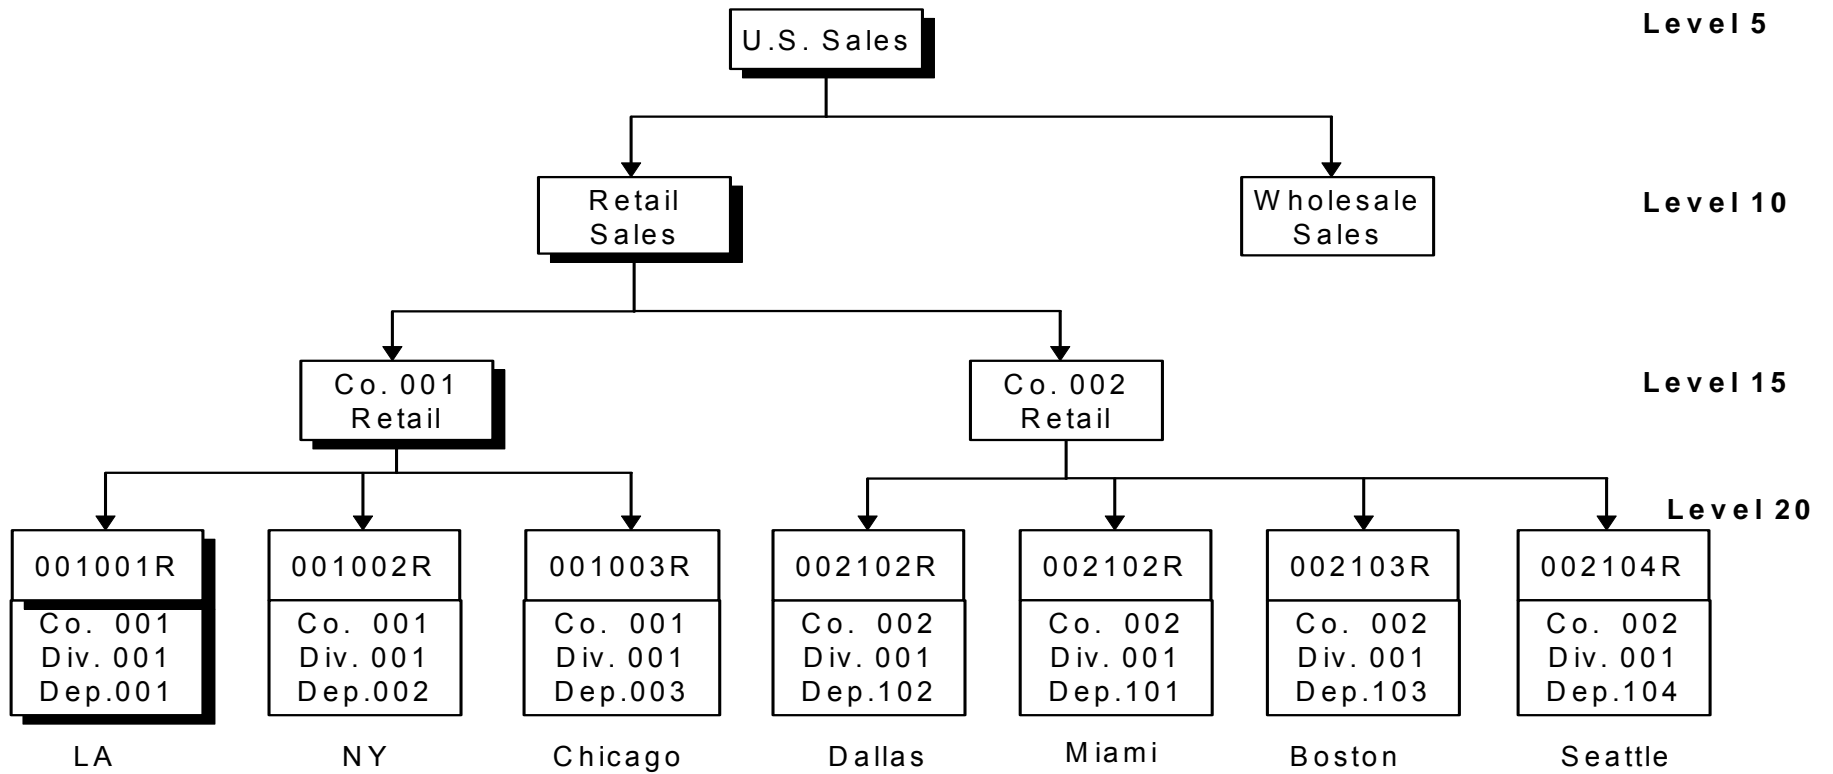 U.S. Sales
Level 5
Retail
Sales
Wholesale
Sales
Level 10
Co. 001
Retail
Co. 002
Retail
Level 15
Level 20
001001R
Co. 001
Div. 001
Dep.001
LA
001002R
Co. 001
Div. 001
Dep.002
NY
001003R
Co. 001
Div. 001
Dep.003
Chicago
002102R
Co. 002
Div. 001
Dep.102
Dallas
002102R
Co. 002
Div. 001
Dep.101
Miami
002103R
Co. 002
Div. 001
Dep.103
Boston
002104R
Co. 002
Div. 001
Dep.104
Seattle